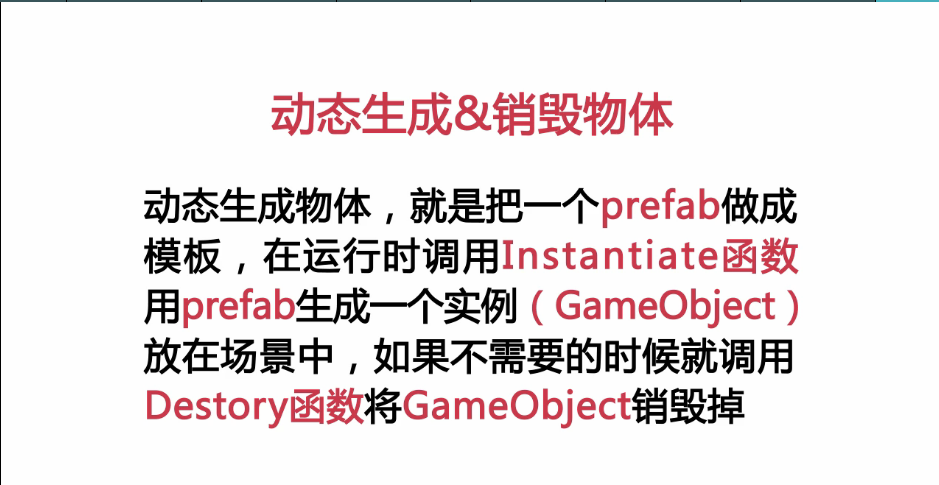 动态生成&销毁物体
动态生成物体，就是把一个prefab做成
模板，在运行时调用Instantiate函数
用prefab生成一个实例（GameObject）
放在场景中，如果不需要的时候就调用
Destory函数将GameObject销毁掉